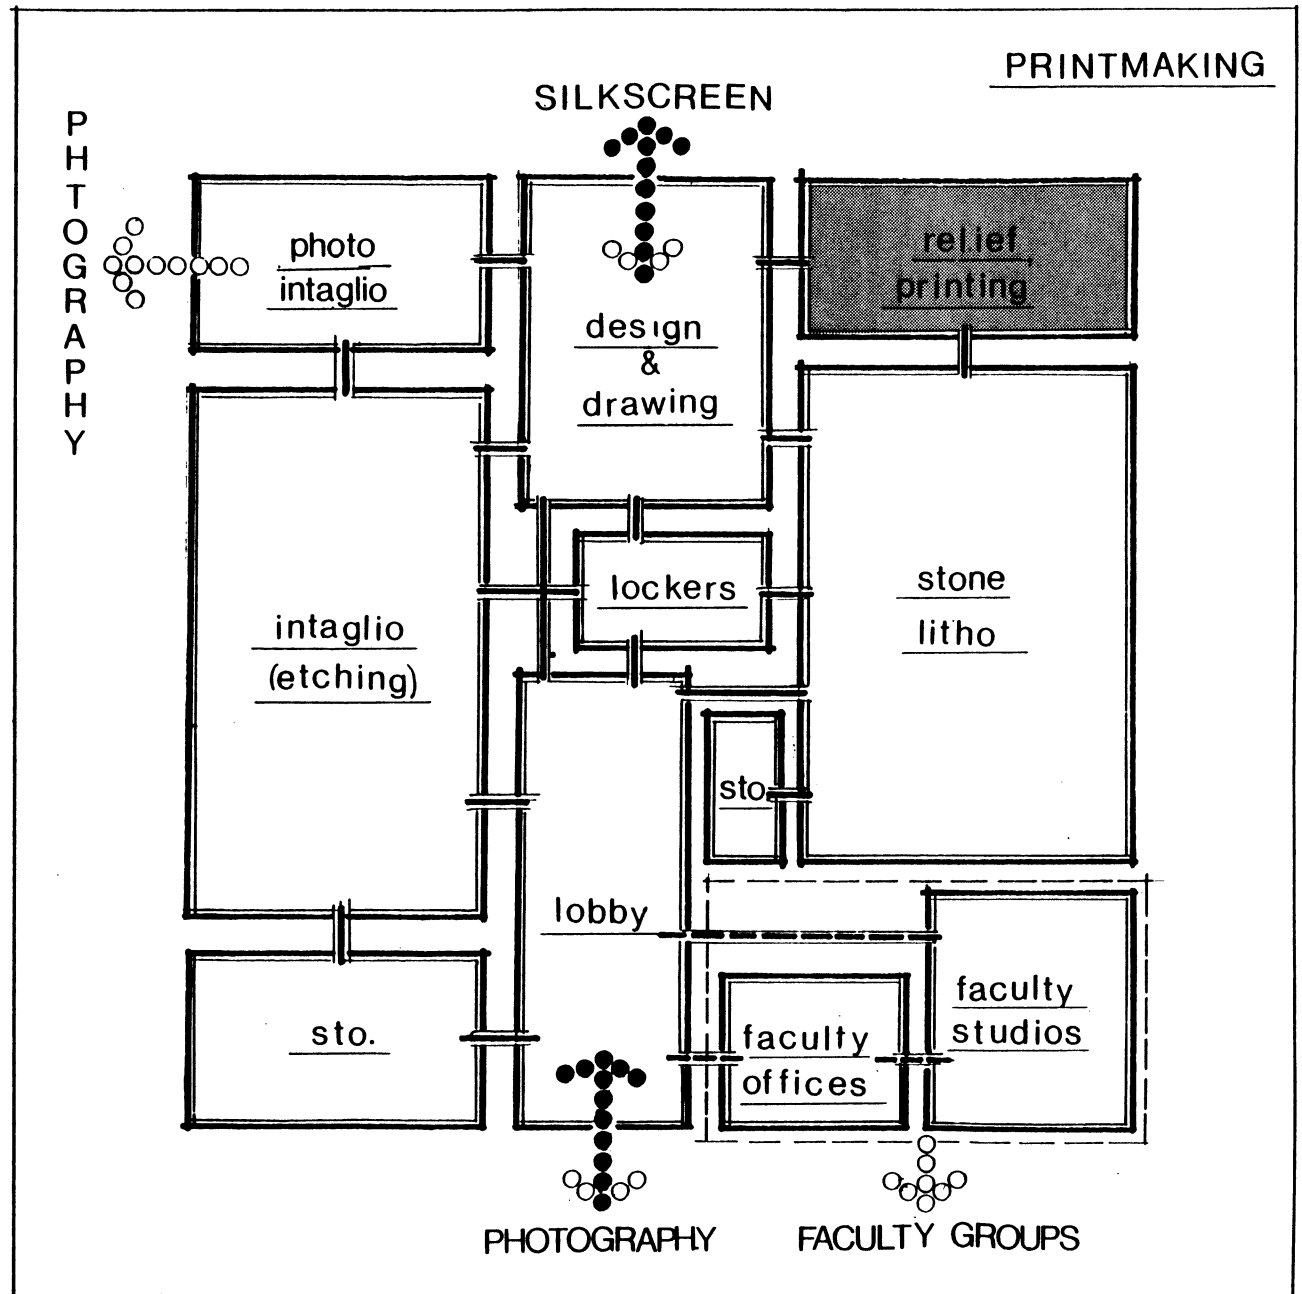 PRINTMAKING
SILKSCREEN
PHTOGRAPHY
photo
intaglio
relief
printing
design
&
drawing
lockers
stone
litho
intaglio
(etching)
sto.
lobby
sto.
faculty
studios
faculty
offices
PHOTOGRAPHY
FACULTY GROUPS